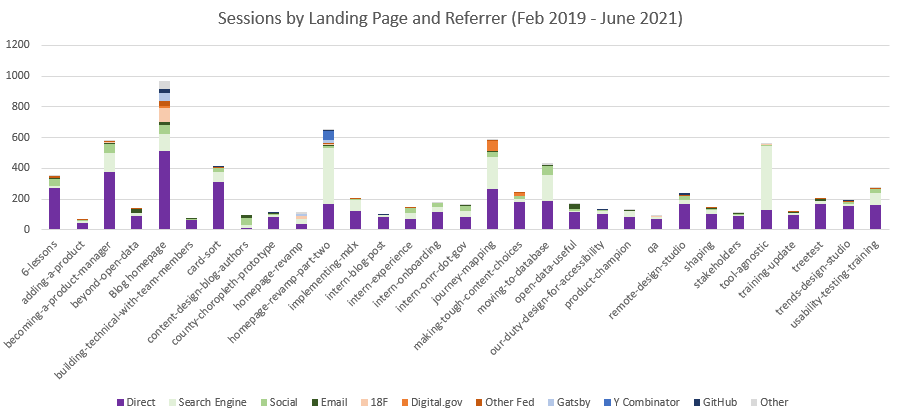 Sessions by Landing Page and Referrer (Feb 2019 - June 2021)
1200
1000
800
600
400
200
0
6-lessons
adding-a-product
becoming-a-product-manager
beyond-open-data
Blog homepage
building-technical-with-team-members
card-sort
content-design-blog-authors
county-choropleth-prototype
homepage-revamp
homepage-revamp-part-two
implementing-mdx
intern-blog-post
intern-experience
intern-onboarding
intern-onrr-dot-gov
journey-mapping
making-tough-content-choices
moving-to-database
open-data-useful
our-duty-design-for-accessibility
product-champion
qa
remote-design-studio
shaping
stakeholders
tool-agnostic
training-update
treetest
trends-design-studio
usability-testing-training
Direct Search Engine Social Email 18F Digital.gov Other Fed Gatsby Y Combinator GitHub Other